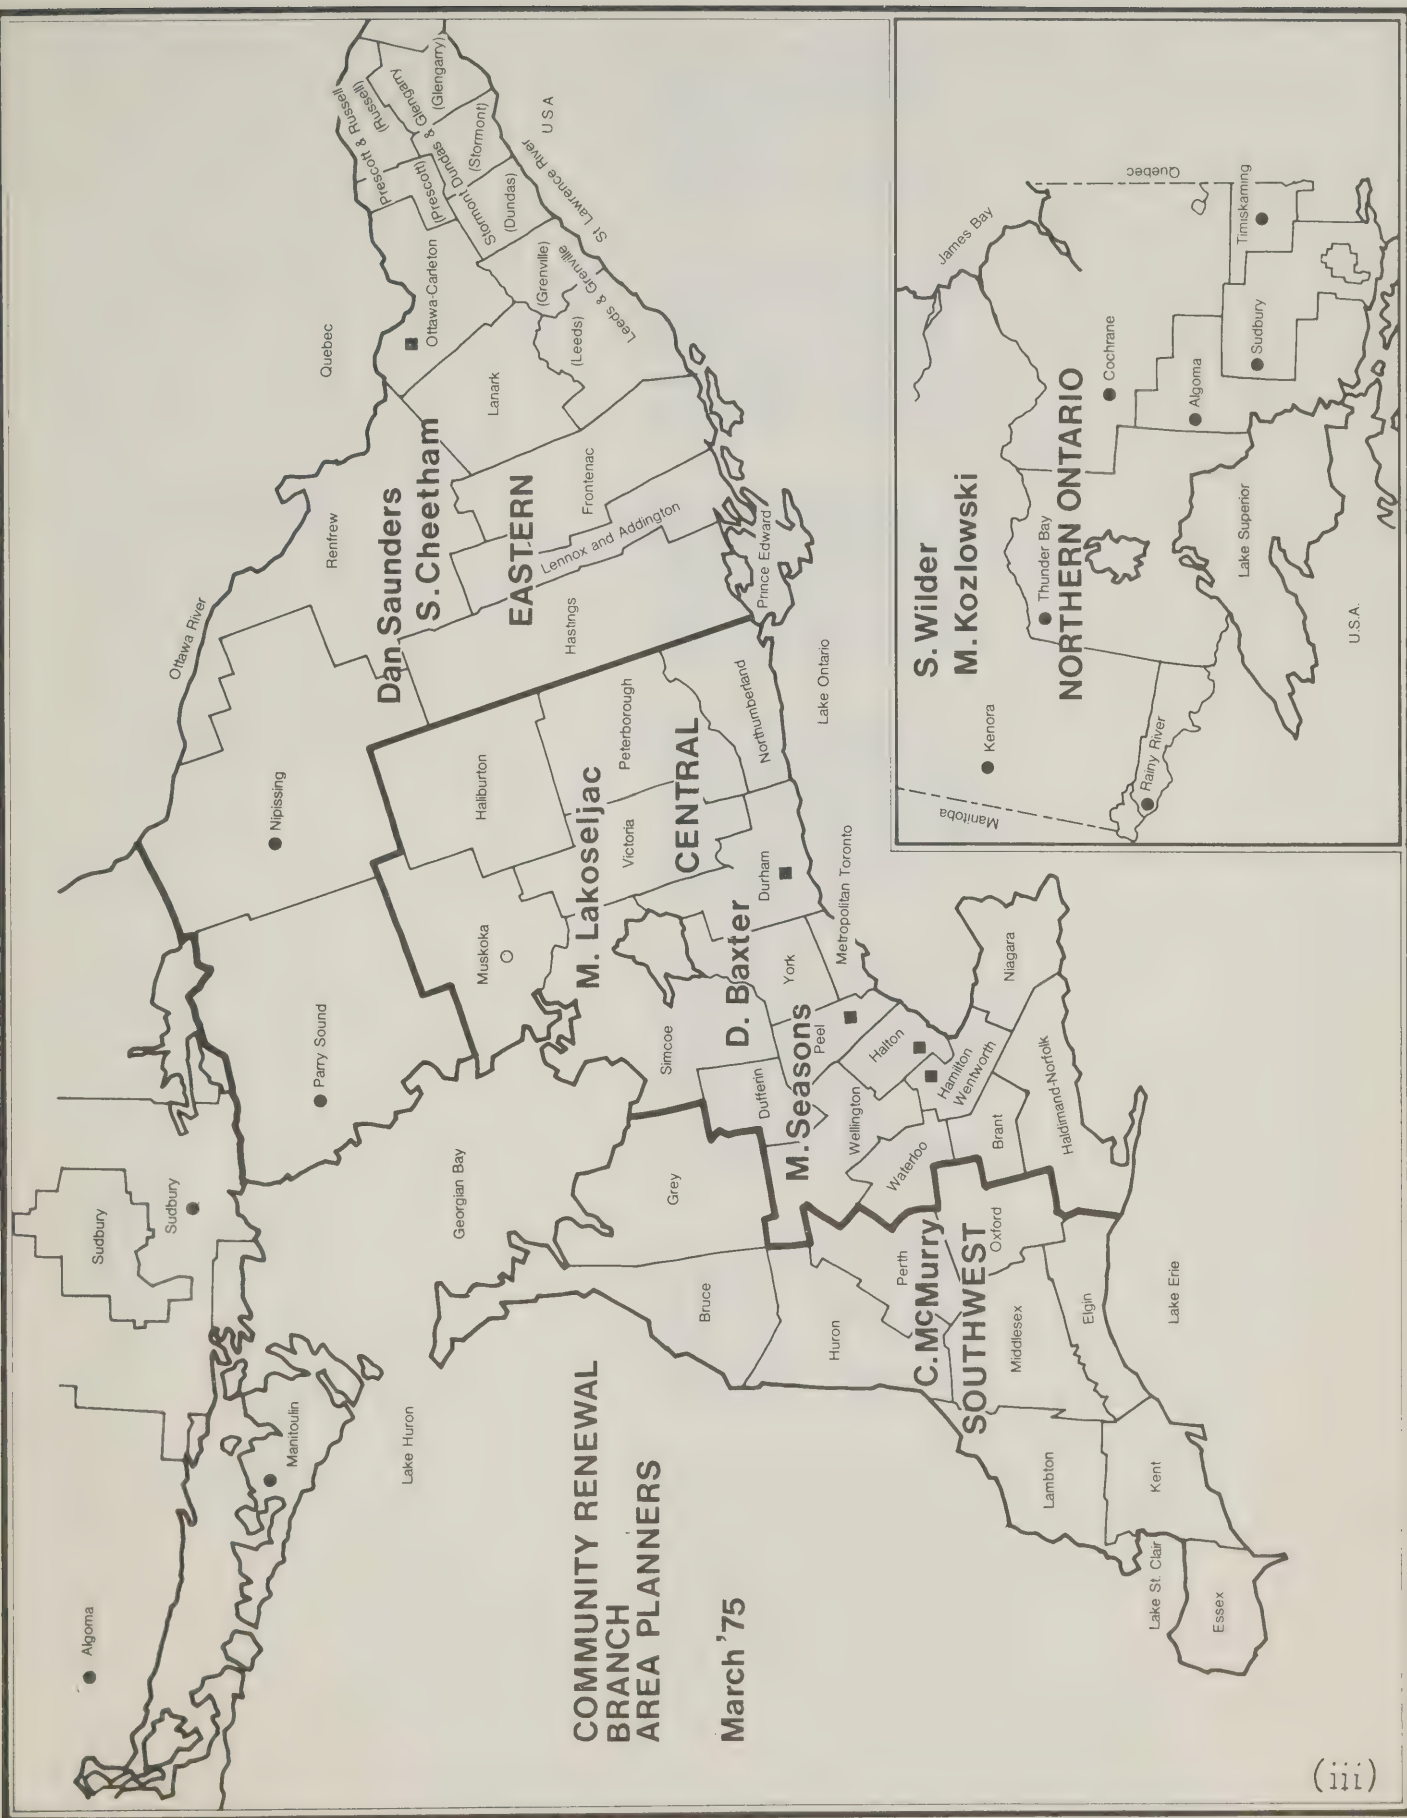 COMMUNITY RENEWAL
BRANCH
AREA PLANNERS
March '75
Algoma
Sudbury
Sudbury
Manitoulin
Lake Huron
Georgian Bay
Parry Sound
Nipissing
Ottawa River
Renfrew
Quebec
Dan Saunders
S. Cheetham
EASTERN
Ottawa-Carleton
Prescott & Russell
(Russell)
Prescott
(Prescott)
Glengarry
(Glengarry)
Stormont Dundas & Glengarry
(Stormont)
(Dundas)
(Grenville)
Leeds & Grenville
(Leeds)
St Lawrence River
U S A
Lanark
Frontenac
Lennox and Addington
Hastings
Prince Edward
Muskoka
Haliburton
M. Lakoseljac
Victoria
Peterborough
CENTRAL
Northumberland
Lake Ontario
Durham
D. Baxter
York
Metropolitan Toronto
Simcoe
M. Seasons
Peel
Dufferin
Halton
Wellington
Hamilton
Wentworth
Niagara
Waterloo
Brant
Haldimand-Norfolk
Grey
Bruce
Huron
Perth
C. McMurry
SOUTHWEST
Oxford
Middlesex
Elgin
Lake Erie
Lambton
Kent
Lake St. Clair
Essex
S. Wilder
M. Kozlowski
NORTHERN ONTARIO
Manitoba
Kenora
Rainy River
Thunder Bay
Lake Superior
U.S.A.
Cochrane
Algoma
Sudbury
Timiskaming
James Bay
Quebec
(iii)